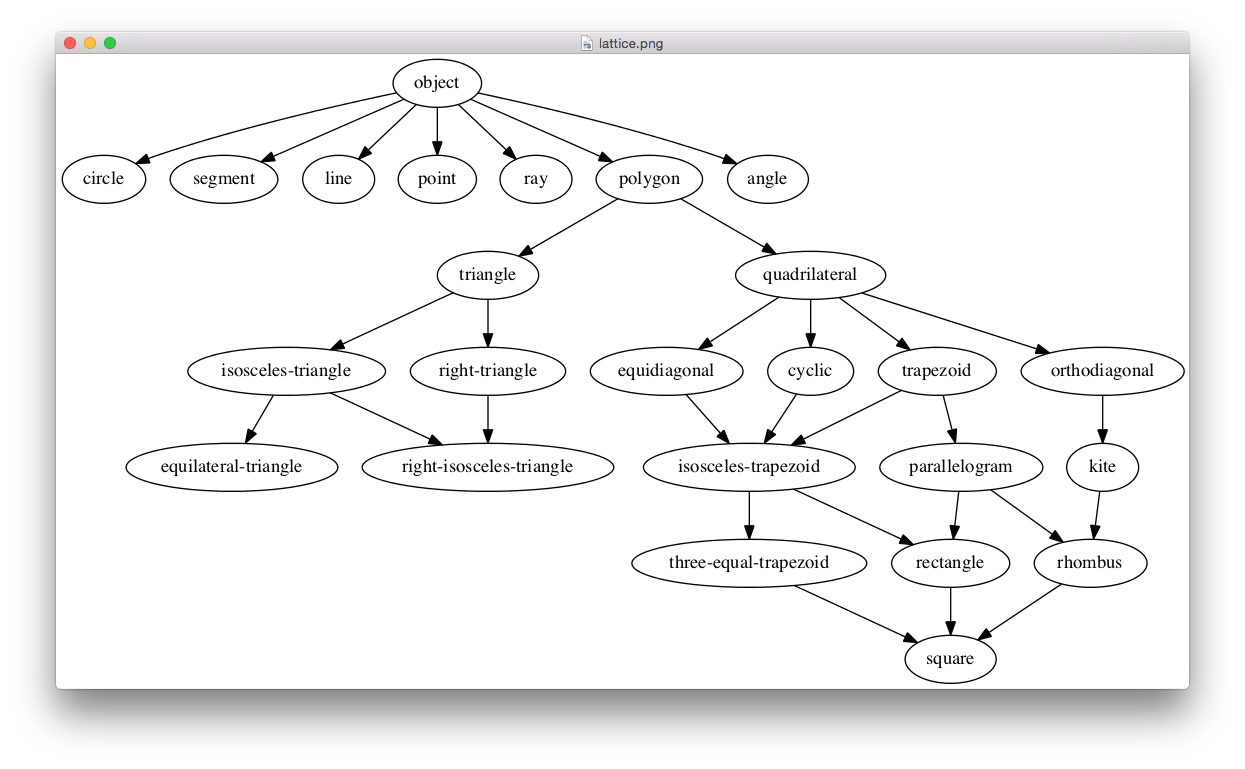 lattice.png
object
circle
segment
line
point
ray
polygon
angle
triangle
quadrilateral
isosceles-triangle
right-triangle
equidiagonal
cyclic
trapezoid
orthodiagonal
equilateral-triangle
right-isosceles-triangle
isosceles-trapezoid
parallelogram
kite
three-equal-trapezoid
rectangle
rhombus
square